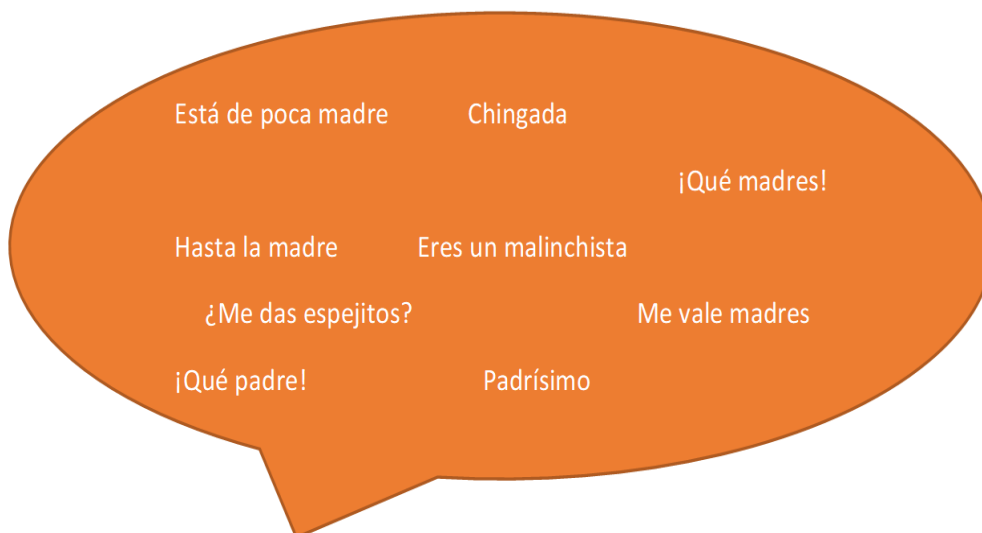 Está de poca madre Chingada
¡Qué madres!
Hasta la madre Eres un malinchista
¿Me das espejitos? Me vale madres
¡Qué padre! Padrísimo